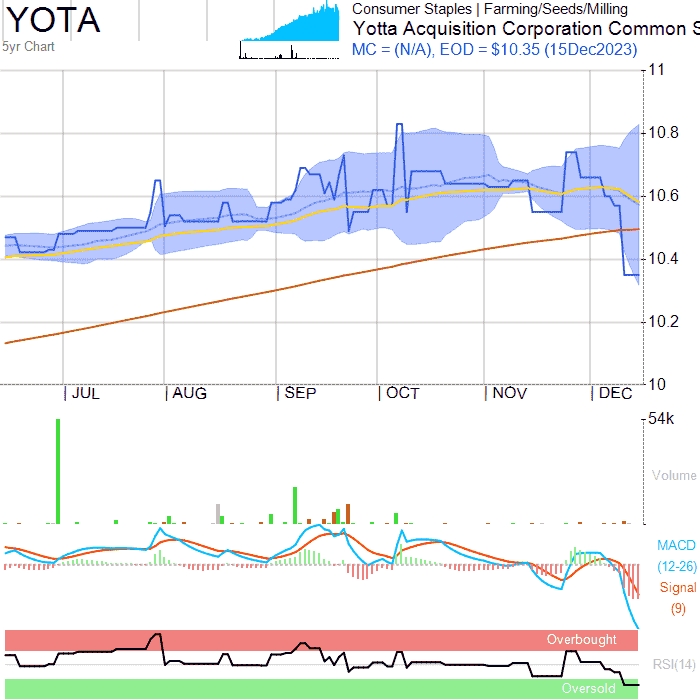 YOTA
5yr Chart
Consumer Staples | Farming/Seeds/Milling
Yotta Acquisition Corporation Common S
MC = (N/A), EOD = $10.35 (15Dec2023)
11
10.8
10.6
10.4
10.2
10
JUL
AUG
SEP
OCT
NOV
DEC
54k
Volume
MACD
(12-26)
Signal
(9)
Overbought
RSI(14)
Oversold